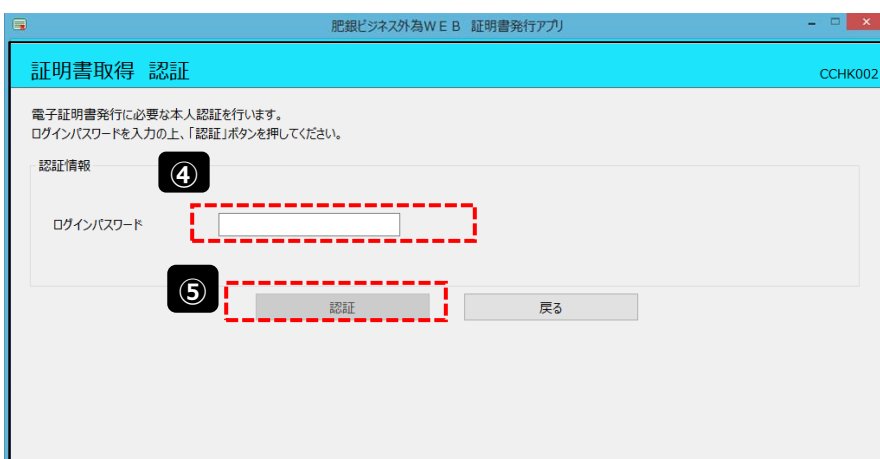 肥銀ビジネス外為ＷＥＢ 証明書発行アプリ
証明書取得 認証
CCHK002
電子証明書発行に必要な本人認証を行います。
ログインパスワードを入力の上、「認証」ボタンを押してください。
認証情報
④
ログインパスワード
⑤
認証
戻る